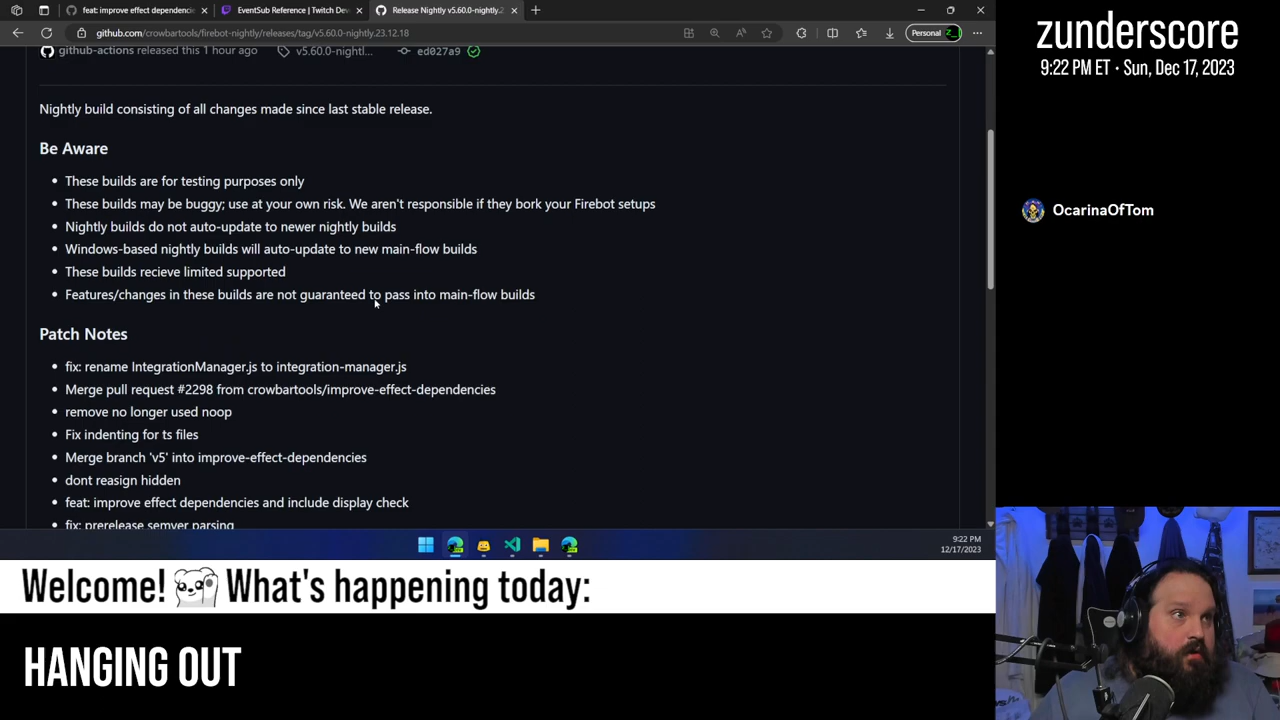 feat: improve effect dependencie
EventSub Reference | Twitch Dev
Release Nightly v5.60.0-nightly.2
github.com/crowbartools/firebot-nightly/releases/tag/v5.60.0-nightly.23.12.18
Personal
github-actions released this 1 hour ago
v5.60.0-nightl...
ed027a9
Nightly build consisting of all changes made since last stable release.
Be Aware
These builds are for testing purposes only
These builds may be buggy; use at your own risk. We aren't responsible if they bork your Firebot setups
Nightly builds do not auto-update to newer nightly builds
Windows-based nightly builds will auto-update to new main-flow builds
These builds recieve limited supported
Features/changes in these builds are not guaranteed to pass into main-flow builds
Patch Notes
fix: rename IntegrationManager.js to integration-manager.js
Merge pull request #2298 from crowbartools/improve-effect-dependencies
remove no longer used noop
Fix indenting for ts files
Merge branch 'v5' into improve-effect-dependencies
dont reasign hidden
feat: improve effect dependencies and include display check
fix: prerelease semver parsing
9:22 PM
12/17/2023
zunderscore
9:22 PM ET • Sun, Dec 17, 2023
OcarinaOfTom
Welcome! What's happening today:
HANGING OUT